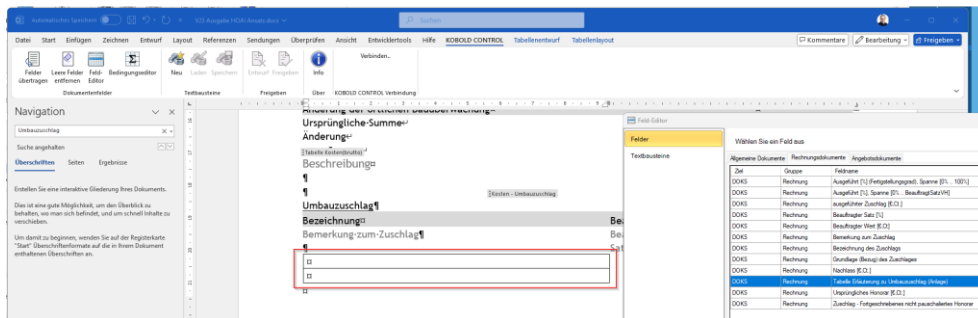 Automatisches Speichern
Suchen
Datei Start Einfügen Zeichnen Entwurf Layout Referenzen Sendungen Überprüfen Ansicht Entwicklertools Hilfe KOBOLD CONTROL Tabellenentwurf Tabellenlayout
Kommentare Bearbeitung Freigeben
Felder übertragen
Leere Felder entfernen
Feld-Editor
Bedingungseditor
Neu Laden Speichern
Entwurf Freigeben
Info
Verbinden...
Dokumentenfelder Textbausteine Freigeben Über KOBOLD CONTROL Verbindung
Navigation
Umbauzuschlag
Suche angehalten
Überschriften Seiten Ergebnisse
Erstellen Sie eine interaktive Gliederung Ihres Dokuments.
Dies ist eine gute Möglichkeit, um den Überblick zu
behalten, wo man sich befindet, und um schnell Inhalte zu
verschieben.
Um damit zu beginnen, wenden Sie auf der Registerkarte
"Start" Überschriftenformate auf die in Ihrem Dokument
enthaltenen Überschriften an.
Änderung der örtlichen Bauüberwachung
Ursprüngliche·Summe↵
Änderung↵
[Tabelle Kosten(brutto)]
Beschreibung¤
¶
¶
[Kosten - Umbauzuschlag
Umbauzuschlag¶
Bezeichnung¤
Bemerkung·zum·Zuschlag¶
¶
¤
¤
¤
Feld-Editor
Felder
Textbausteine
Wählen Sie ein Feld aus
Allgemeine Dokumente Rechnungsdokumente Angebotsdokumente
Ziel Gruppe Feldname
DOKS Rechnung Ausgeführt [%] (Fertigstellungsgrad), Spanne [0% .. 100%]
DOKS Rechnung Ausgeführt [%], Spanne [0% .. BeauftragtSatzVH]
DOKS Rechnung ausgeführter Zuschlag [€,O;]
DOKS Rechnung Beauftragter Satz [%]
DOKS Rechnung Beauftragter Wert [€,O;]
DOKS Rechnung Bemerkung zum Zuschlag
DOKS Rechnung Bezeichnung des Zuschlags
DOKS Rechnung Grundlage (Bezug) des Zuschlages
DOKS Rechnung Nachlass [€,O;]
DOKS Rechnung Tabelle Erläuterung zu Umbauzuschlag (Anlage)
DOKS Rechnung Ursprüngliches Honorar [€,O;]
DOKS Rechnung Zuschlag - Fortgeschriebenes nicht pauschaliertes Honorar